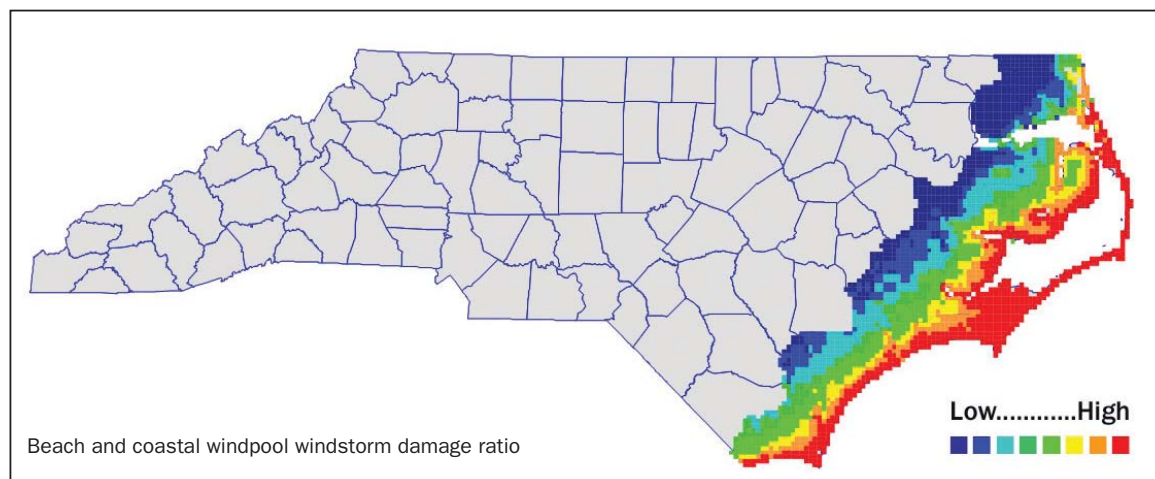 Low............High
Beach and coastal windpool windstorm damage ratio